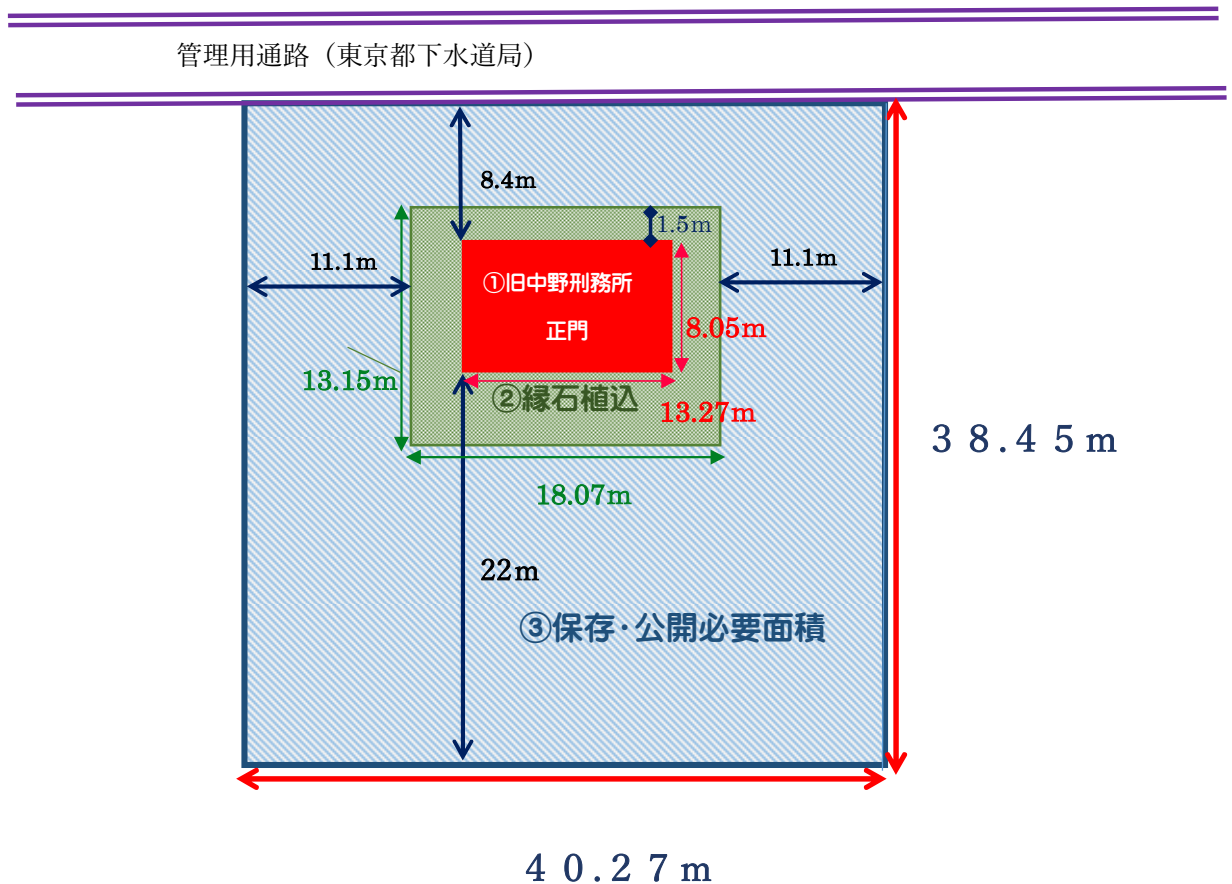 管理用通路（東京都下水道局）
8.4m
1.5m
11.1m
11.1m
①旧中野刑務所
正門
8.05m
13.15m
②縁石植込
13.27m
38.45m
18.07m
22m
③保存・公開必要面積
40.27m